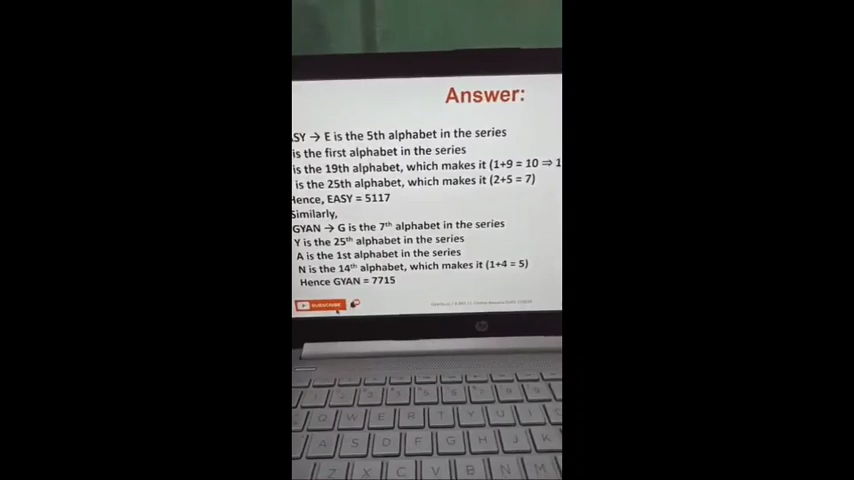 Answer:
SY → E is the 5th alphabet in the series
is the first alphabet in the series
is the 19th alphabet, which makes it (1+9 = 10 ⇒ 1
is the 25th alphabet, which makes it (2+5 = 7)
Hence, EASY = 5117
Similarly,
GYAN → G is the 7th alphabet in the series
Y is the 25th alphabet in the series
A is the 1st alphabet in the series
N is the 14th alphabet, which makes it (1+4 = 5)
Hence GYAN = 7715
SUBSCRIBE
hp
Q W E R T Y U I
A S D F G H J K
Z X C V B N M